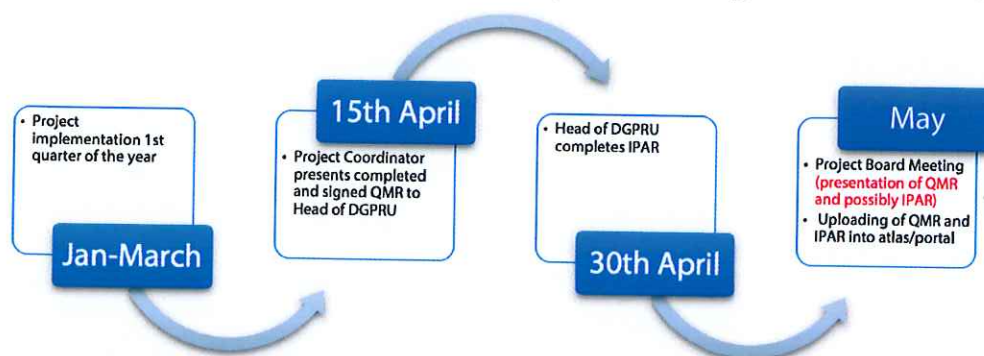 • Project
implementation 1st
quarter of the year
Jan-March
15th April
• Project Coordinator
presents completed
and signed QMR to
Head of DGPRU
• Head of DGPRU
completes IPAR
30th April
May
• Project Board Meeting
(presentation of QMR
and possibly IPAR)
• Uploading of QMR and
IPAR into atlas/portal